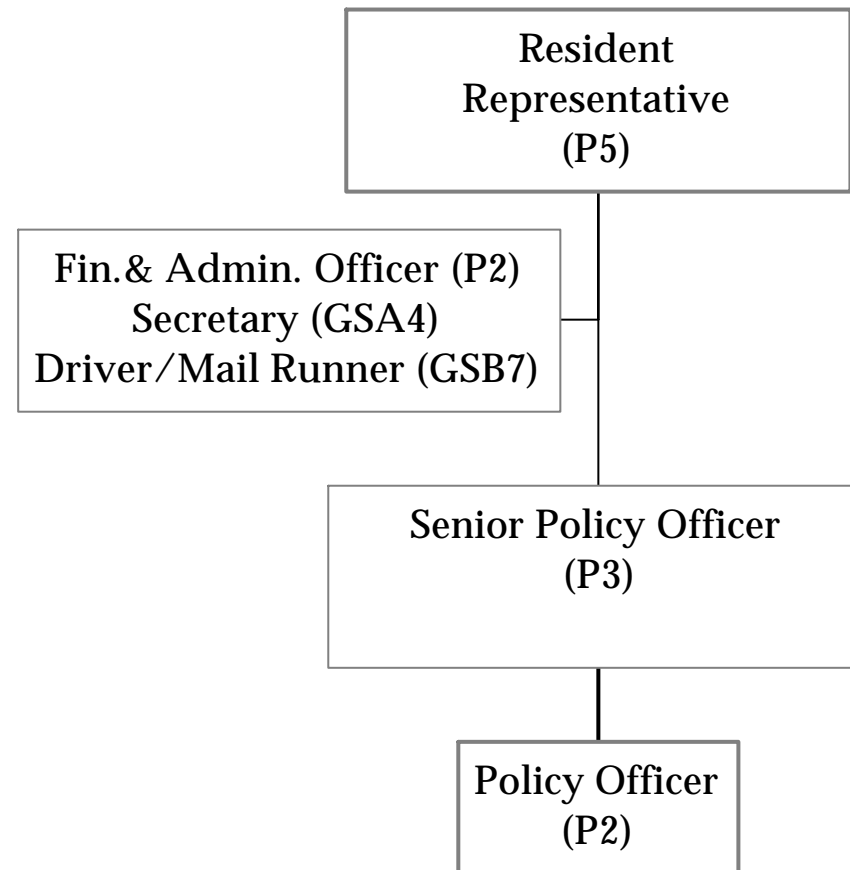 Resident
Representative
(P5)
Fin.& Admin. Officer (P2)
Secretary (GSA4)
Driver/Mail Runner (GSB7)
Senior Policy Officer
(P3)
Policy Officer
(P2)